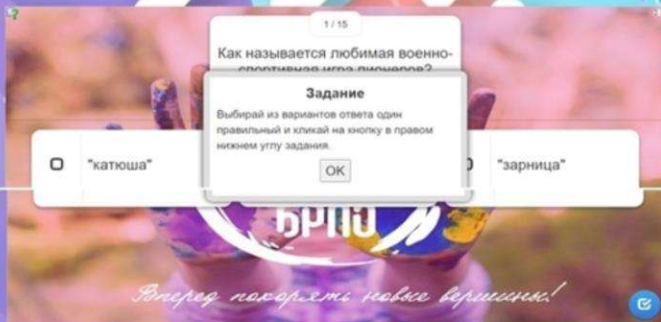 1 / 15
Как называется любимая военно-
спортивная игра пионеров?
Задание
Выбирай из вариантов ответа один
правильный и кликай на кнопку в правом
нижнем углу задания.
OK
"катюша"
"зарница"
БРПО
Вперед покорять новые вершины!